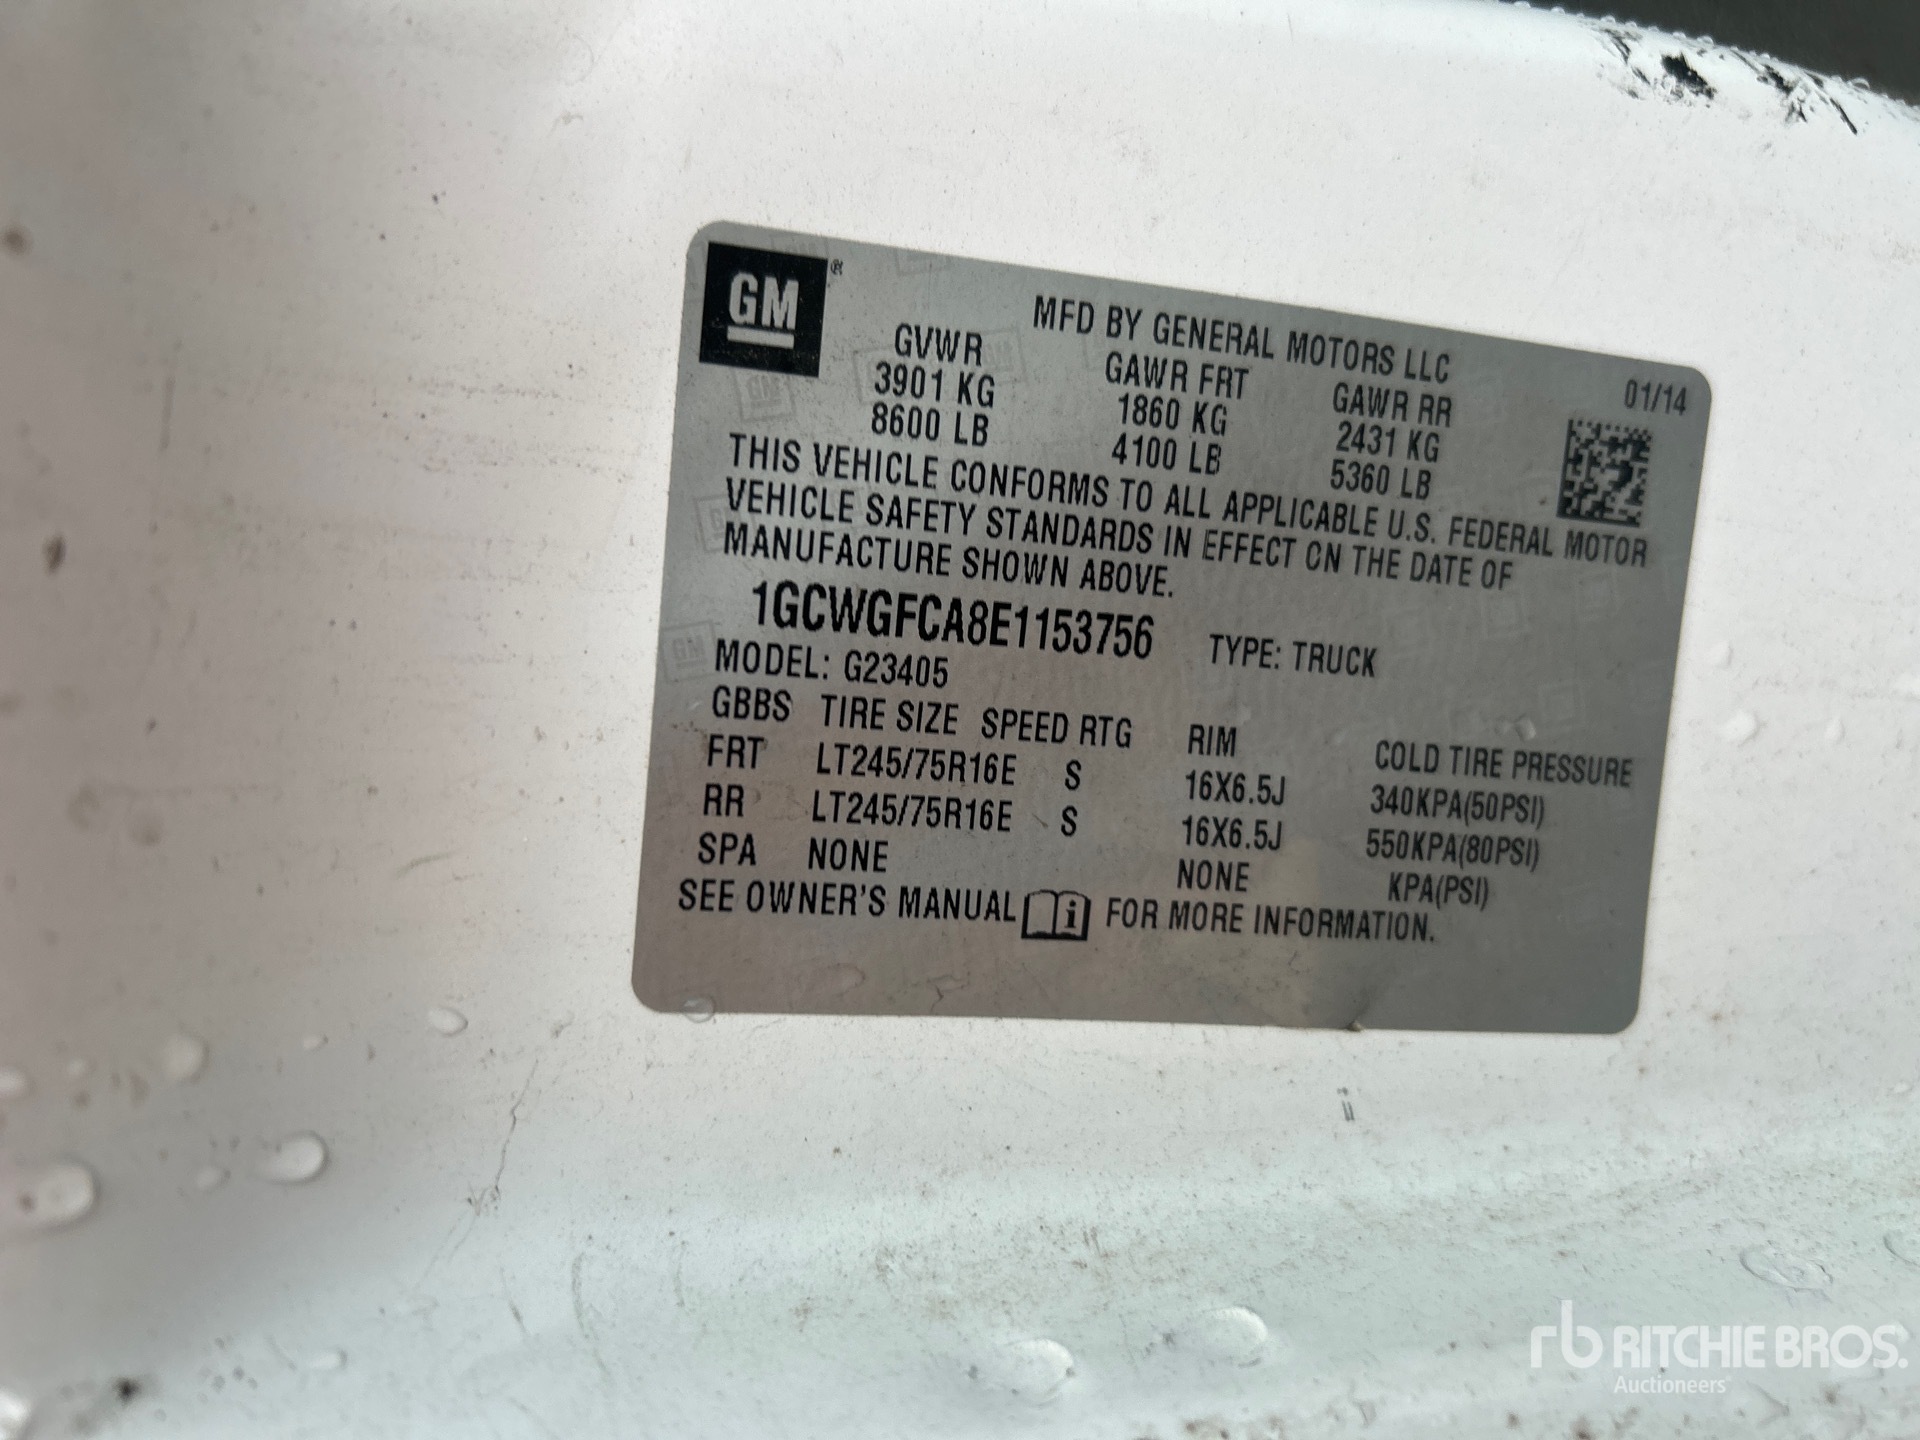 GM
MFD BY GENERAL MOTORS LLC
01/14
GVWR GAWR FRT GAWR RR
3901 KG 1860 KG 2431 KG
8600 LB 4100 LB 5360 LB
THIS VEHICLE CONFORMS TO ALL APPLICABLE U.S. FEDERAL MOTOR
VEHICLE SAFETY STANDARDS IN EFFECT ON THE DATE OF
MANUFACTURE SHOWN ABOVE.
1GCWGFCA8E1153756 TYPE: TRUCK
MODEL: G23405
GBBS TIRE SIZE SPEED RTG RIM COLD TIRE PRESSURE
FRT LT245/75R16E S 16X6.5J 340KPA(50PSI)
RR LT245/75R16E S 16X6.5J 550KPA(80PSI)
SPA NONE NONE KPA(PSI)
SEE OWNER'S MANUAL i FOR MORE INFORMATION.
rb RITCHIE BROS.
Auctioneers